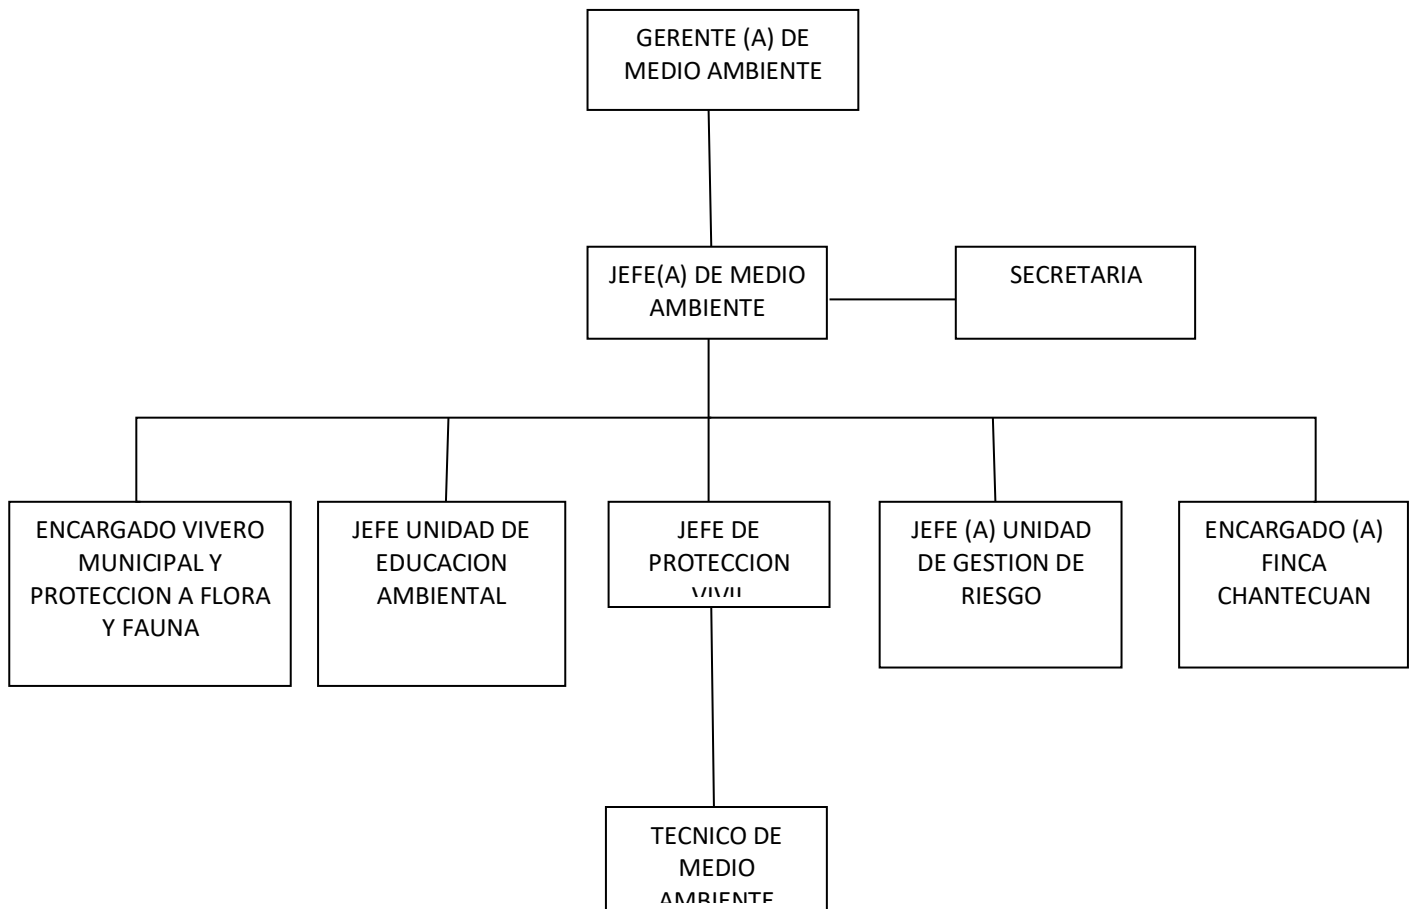 GERENTE (A) DE
MEDIO AMBIENTE
JEFE(A) DE MEDIO
AMBIENTE
SECRETARIA
ENCARGADO VIVERO
MUNICIPAL Y
PROTECCION A FLORA
Y FAUNA
JEFE UNIDAD DE
EDUCACION
AMBIENTAL
JEFE DE
PROTECCION
JEFE (A) UNIDAD
DE GESTION DE
RIESGO
ENCARGADO (A)
FINCA
CHANTECUAN
TECNICO DE
MEDIO
AMBIENTE